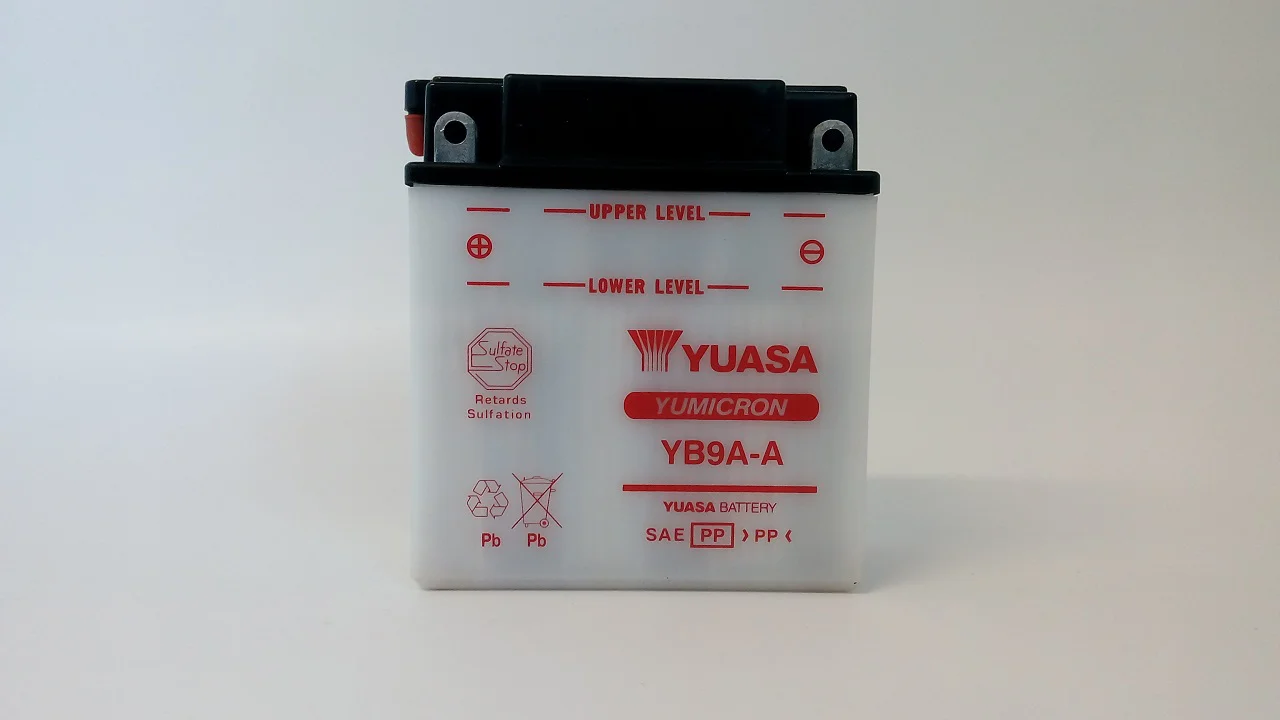 UPPER LEVEL
⊕ ⊖
LOWER LEVEL
Sulfate
Stop
Retards
Sulfation
YUASA
YUMICRON
YB9A-A
YUASA BATTERY
SAE PP >PP<
Pb Pb